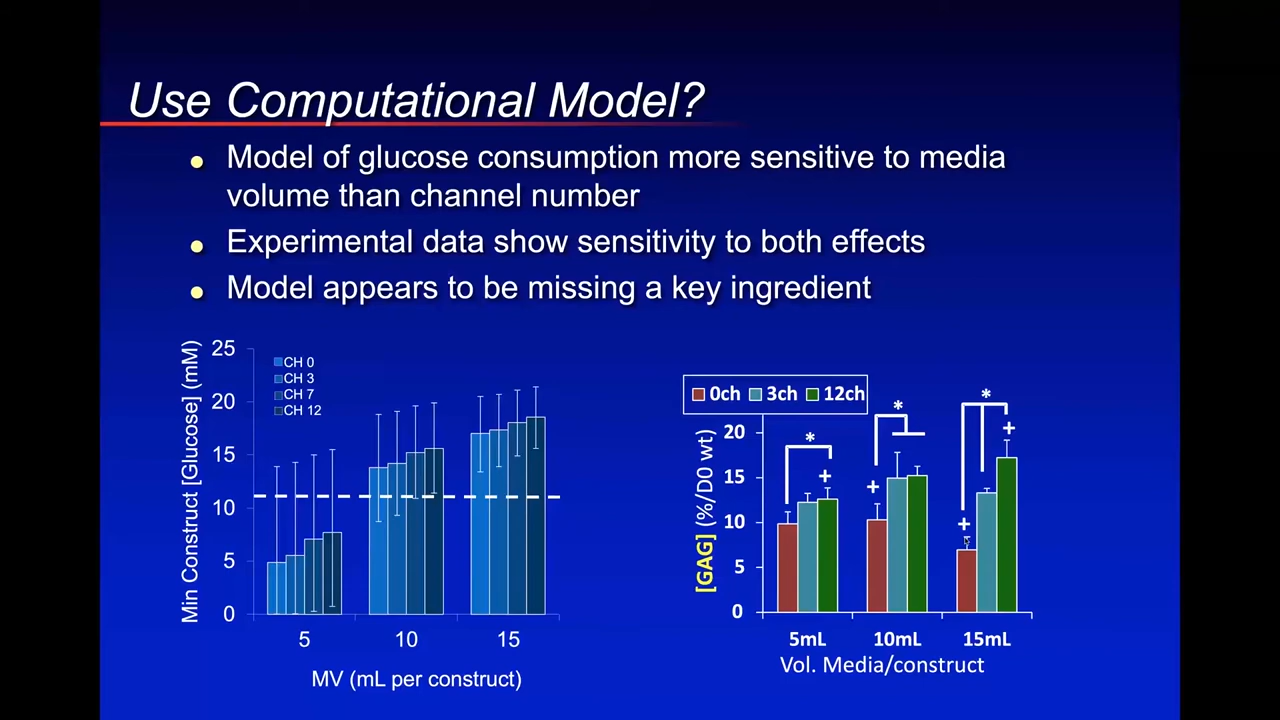 Use Computational Model?
Model of glucose consumption more sensitive to media
volume than channel number
Experimental data show sensitivity to both effects
Model appears to be missing a key ingredient
Min Construct [Glucose] (mM)
25
20
15
10
5
0
CH 0
CH 3
CH 7
CH 12
5 10 15
MV (mL per construct)
0ch 3ch 12ch
[GAG] (%/D0 wt)
20
15
10
5
0
* + + * + * +
5mL 10mL 15mL
Vol. Media/construct